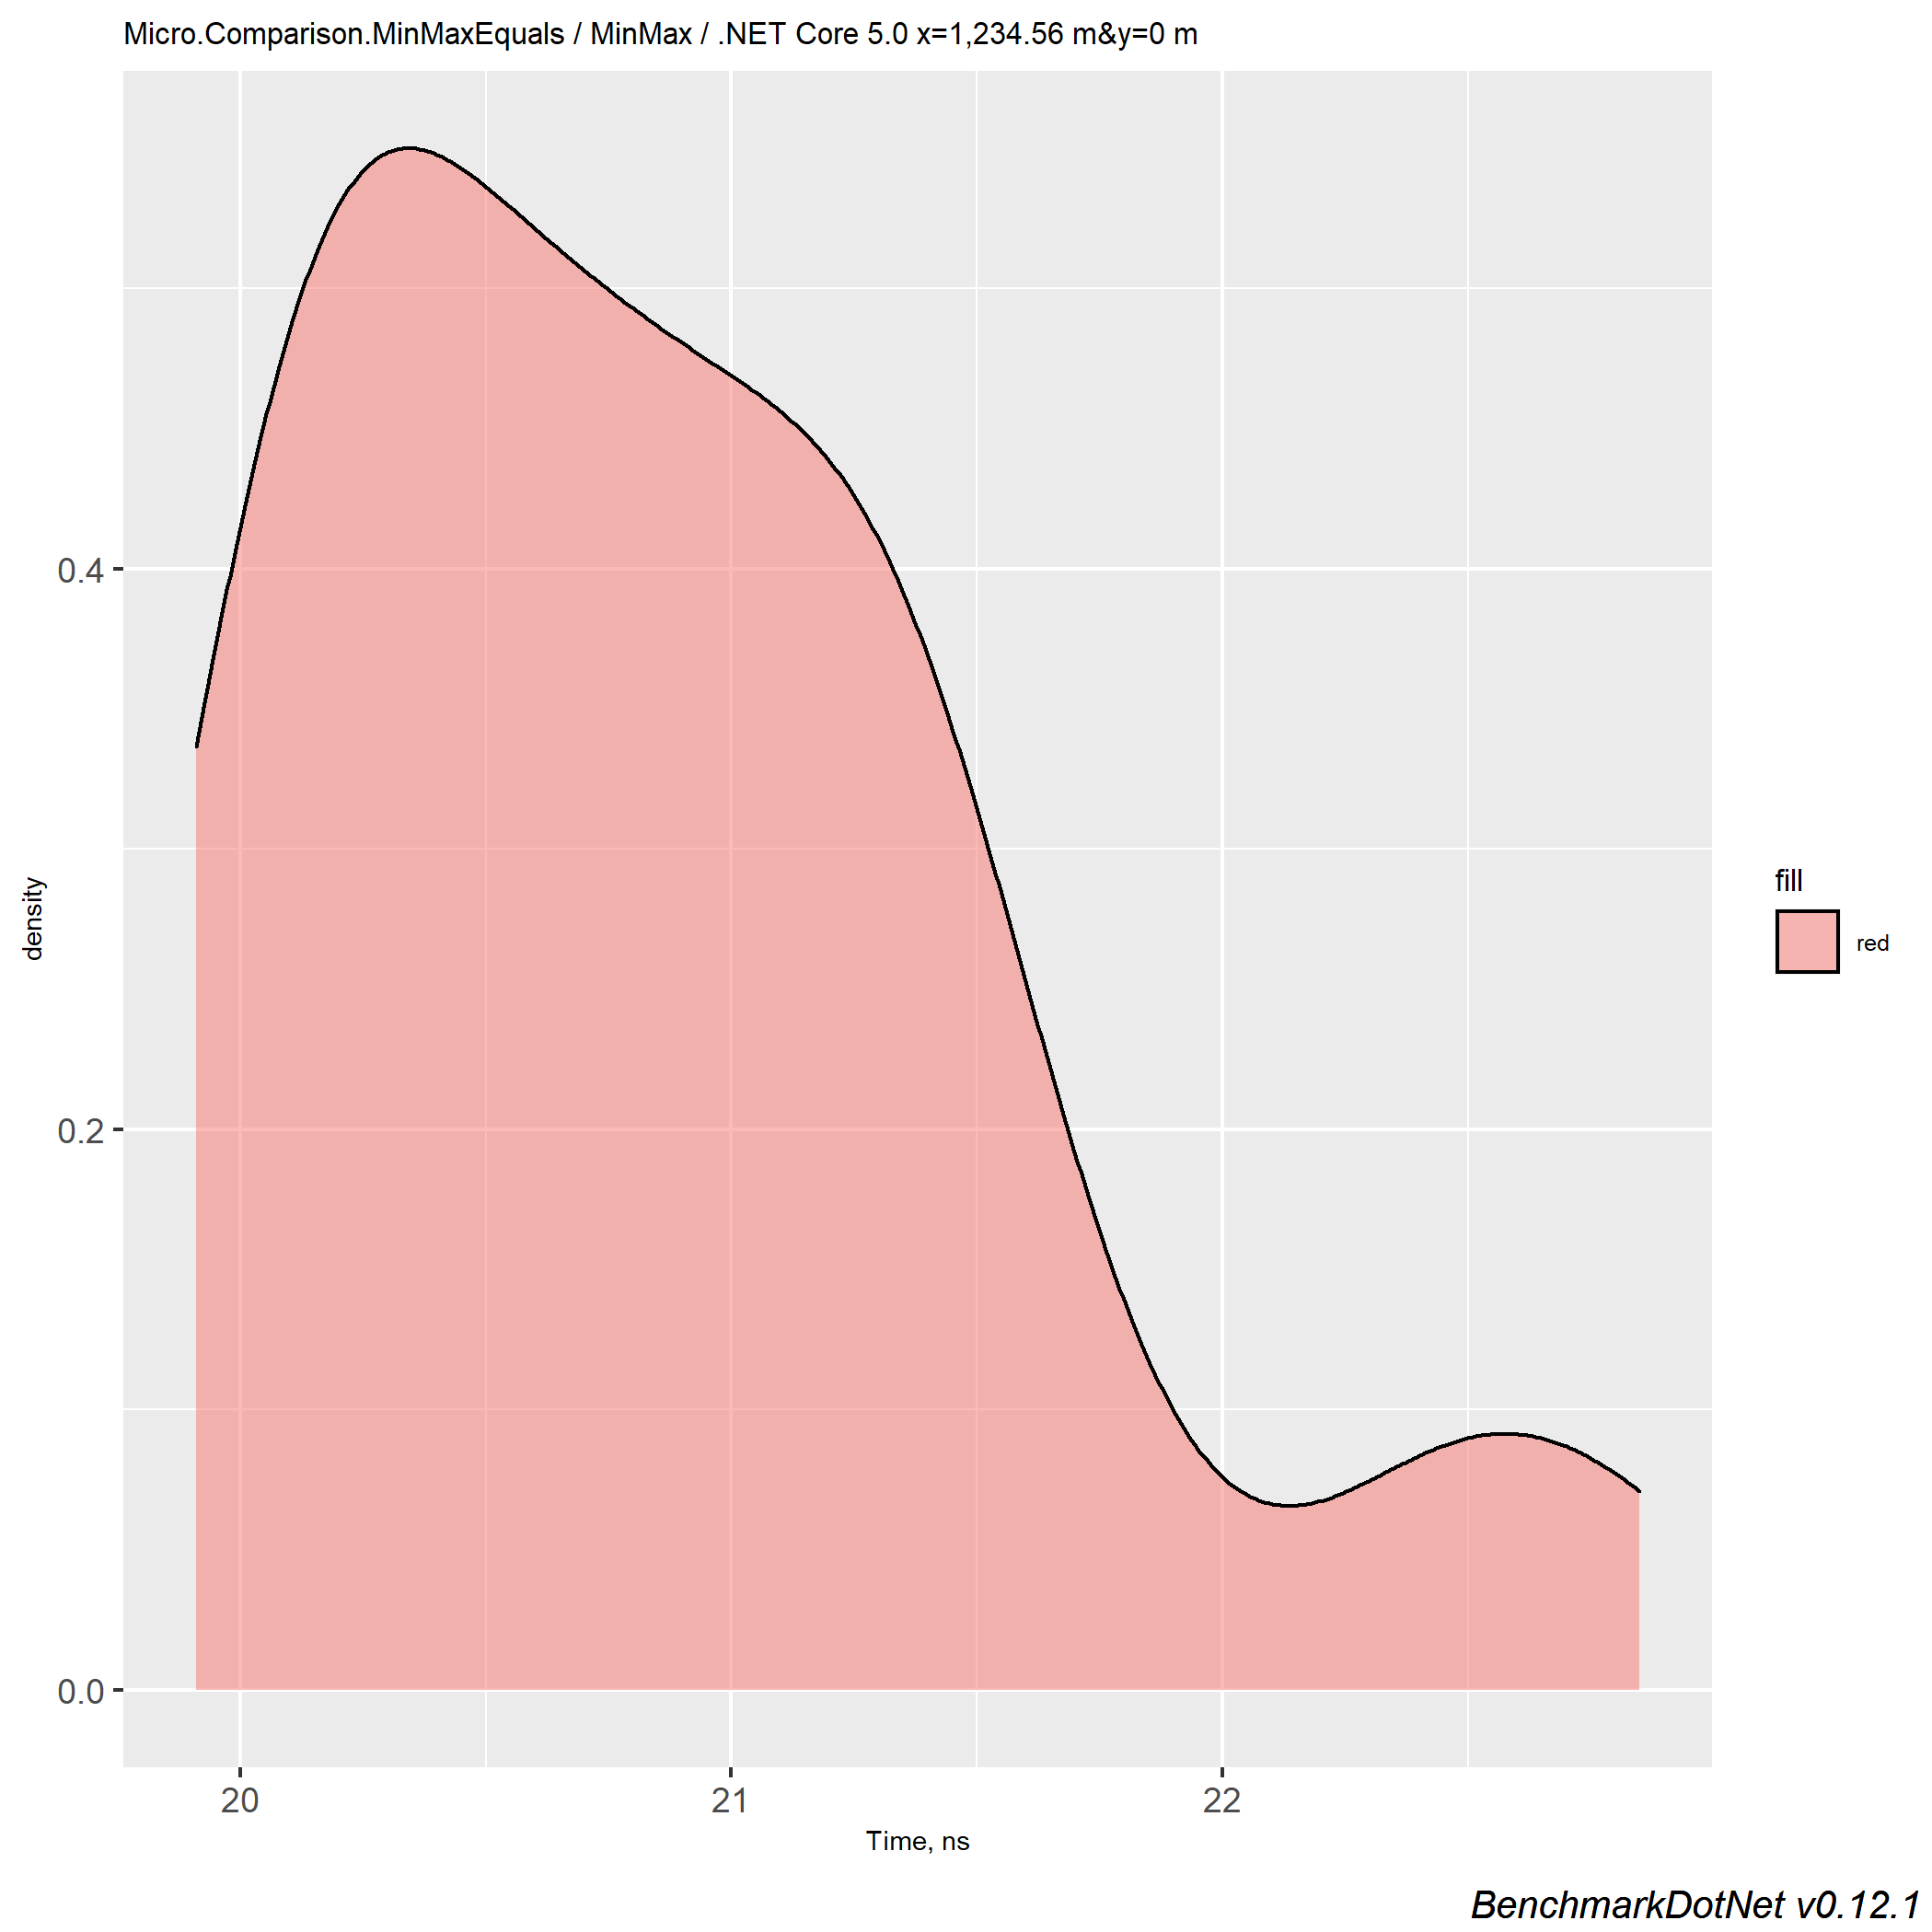 Micro.Comparison.MinMaxEquals / MinMax / .NET Core 5.0 x=1,234.56 m&y=0 m
0.4
0.2
0.0
density
20
21
22
Time, ns
fill
red
BenchmarkDotNet v0.12.1